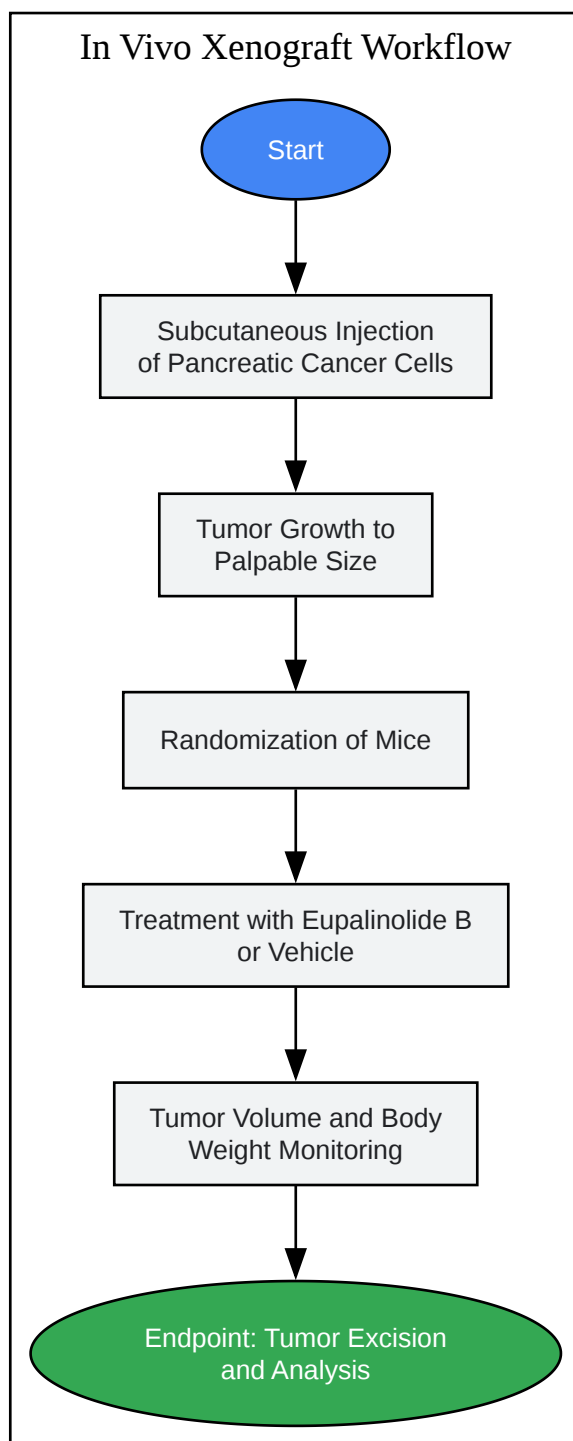 In Vivo Xenograft Workflow
Start
Subcutaneous Injection
of Pancreatic Cancer Cells
Tumor Growth to
Palpable Size
Randomization of Mice
Treatment with Eupalinolide B
or Vehicle
Tumor Volume and Body
Weight Monitoring
Endpoint: Tumor Excision
and Analysis